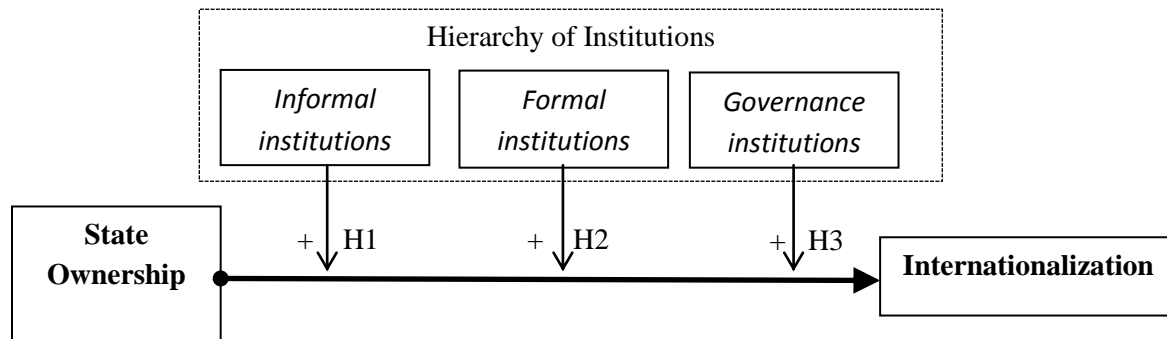 Hierarchy of Institutions
Informal
institutions
Formal
institutions
Governance
institutions
State
Ownership
+ H1
+ H2
+ H3
Internationalization